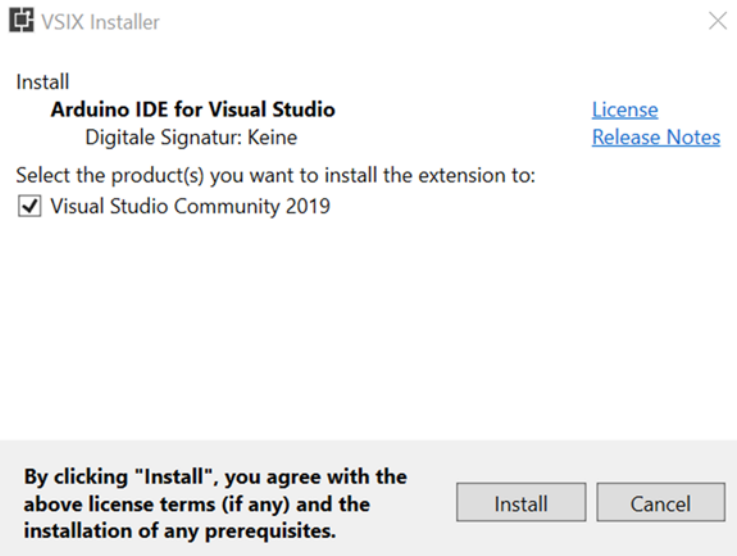 VSIX Installer
Install
Arduino IDE for Visual Studio
License
Digitale Signatur: Keine
Release Notes
Select the product(s) you want to install the extension to:
Visual Studio Community 2019
By clicking "Install", you agree with the
above license terms (if any) and the
installation of any prerequisites.
Install
Cancel